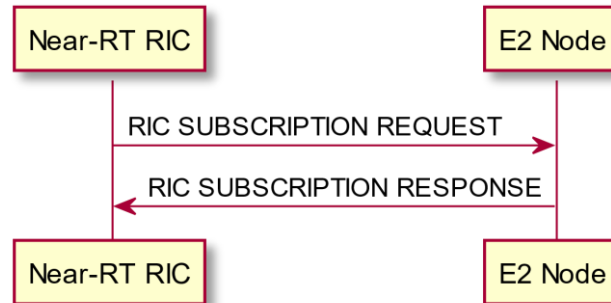 Near-RT RIC
E2 Node
RIC SUBSCRIPTION REQUEST
RIC SUBSCRIPTION RESPONSE
Near-RT RIC
E2 Node